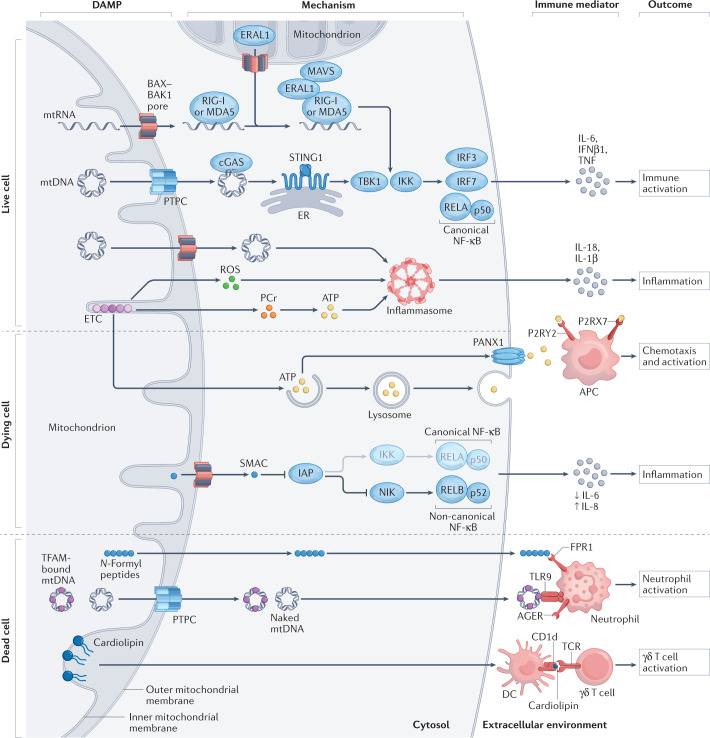 DAMP
Mechanism
Immune mediator
Outcome
Live cell
ERAL1
Mitochondrion
BAX–
BAK1
pore
MAVS
ERAL1
RIG-I
or MDA5
RIG-I
or MDA5
mtRNA
IL-6,
IFNβ1,
TNF
cGAS
STING1
IRF3
mtDNA
TBK1
IKK
IRF7
Immune
activation
PTPC
ER
RELA
p50
Canonical
NF-κB
IL-18,
IL-1β
ROS
Inflammation
PCr
ATP
Inflammasome
ETC
Dying cell
PANX1
P2RY2
P2RX7
Chemotaxis
and activation
ATP
APC
Lysosome
Mitochondrion
Canonical NF-κB
IKK
RELA
p50
SMAC
IAP
Inflammation
NIK
RELB
p52
↓ IL-6
↑ IL-8
Non-canonical
NF-κB
Dead cell
TFAM-
bound
mtDNA
N-Formyl
peptides
FPR1
TLR9
Neutrophil
activation
PTPC
Naked
mtDNA
AGER
Neutrophil
Cardiolipin
CD1d
TCR
γδ T cell
activation
DC
Cardiolipin
γδ T cell
Outer mitochondrial
membrane
Inner mitochondrial
membrane
Cytosol
Extracellular environment